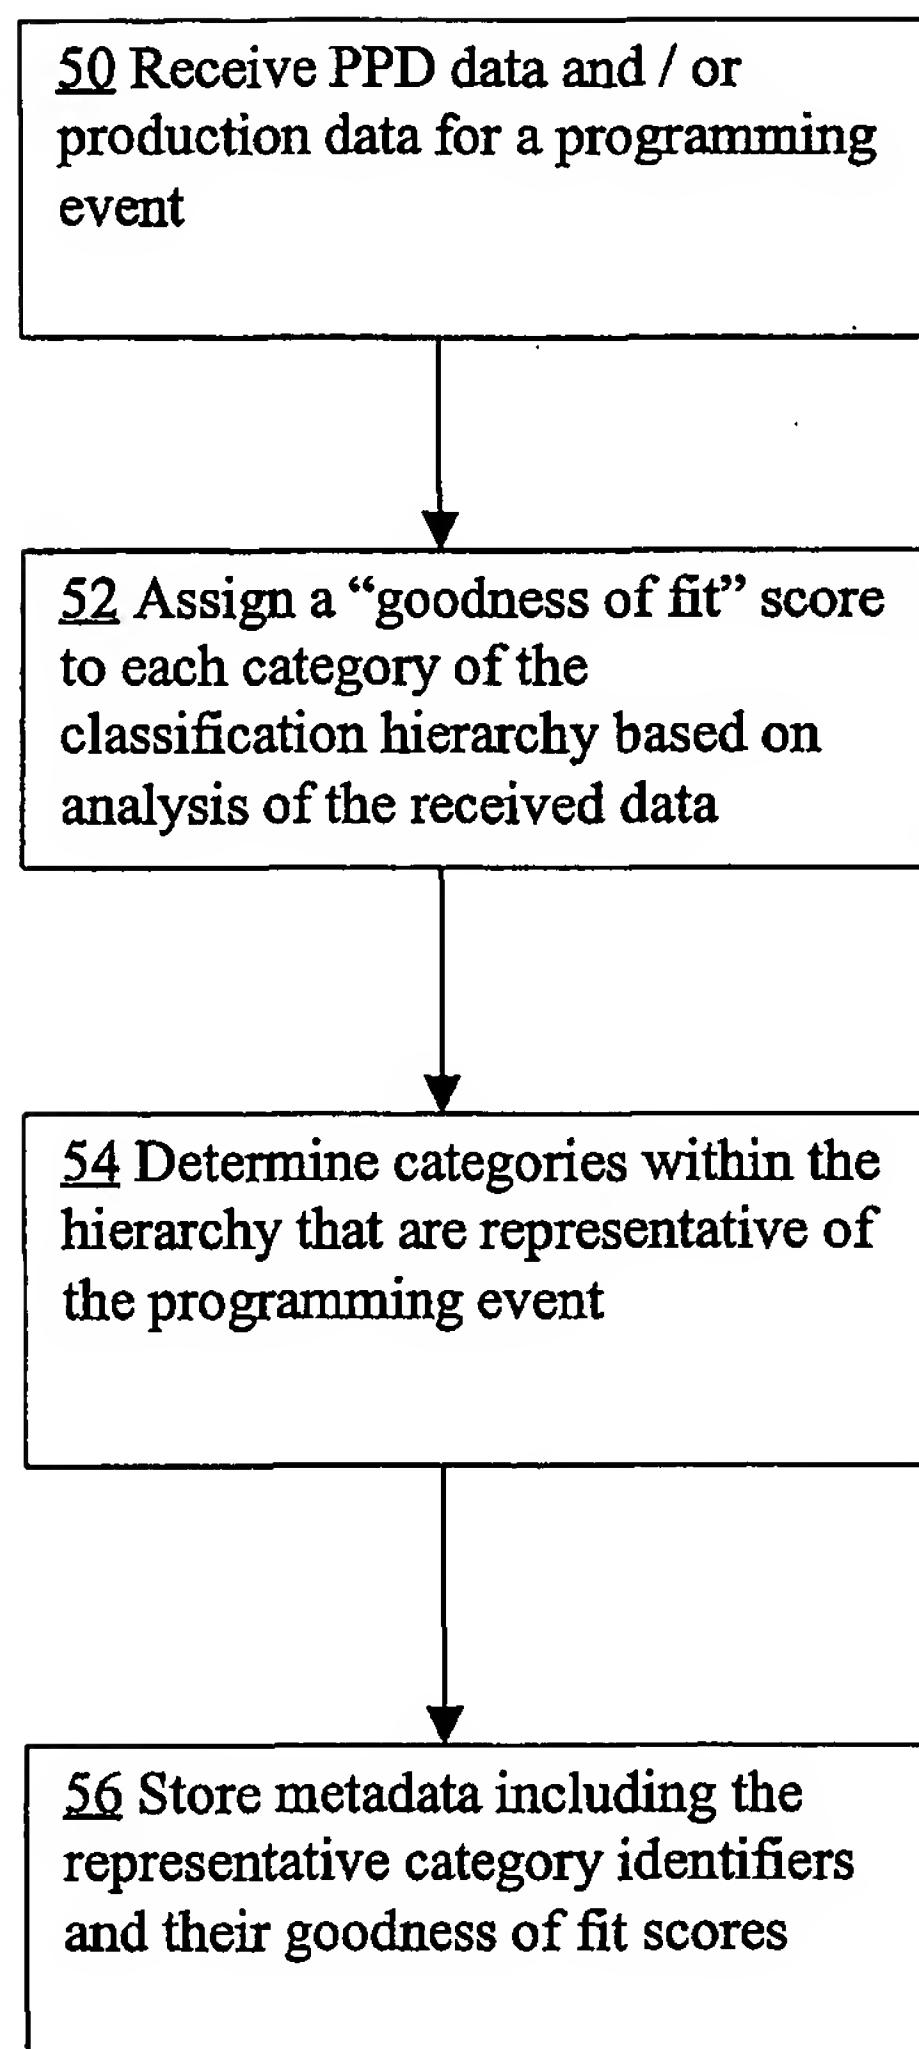 50 Receive PPD data and / or
production data for a programming
event
52 Assign a “goodness of fit” score
to each category of the
classification hierarchy based on
analysis of the received data
54 Determine categories within the
hierarchy that are representative of
the programming event
56 Store metadata including the
representative category identifiers
and their goodness of fit scores